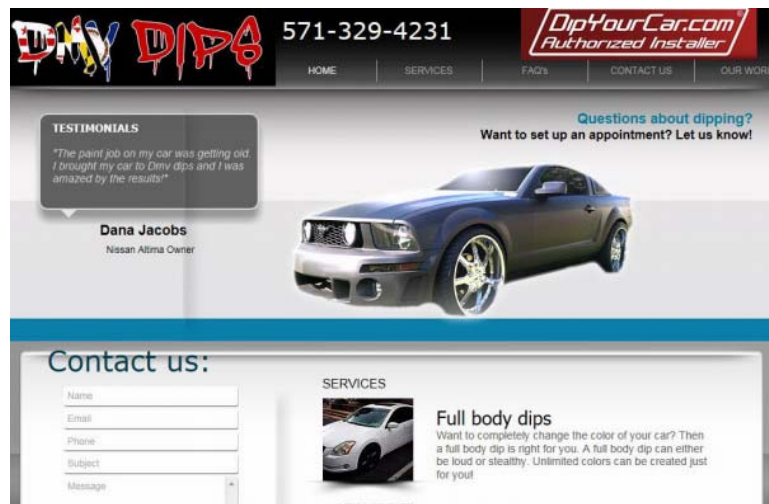 DMV DIPS
571-329-4231
DipYourCar.com
Authorized Installer
HOME
SERVICES
FAQ's
CONTACT US
OUR WOR
TESTIMONIALS
"The paint job on my car was getting old.
I brought my car to Dmv dips and I was
amazed by the results!"
Dana Jacobs
Nissan Altima Owner
Questions about dipping?
Want to set up an appointment? Let us know!
Contact us:
Name
Email
Phone
Subject
Message
SERVICES
Full body dips
Want to completely change the color of your car? Then
a full body dip is right for you. A full body dip can either
be loud or stealthy. Unlimited colors can be created just
for you!